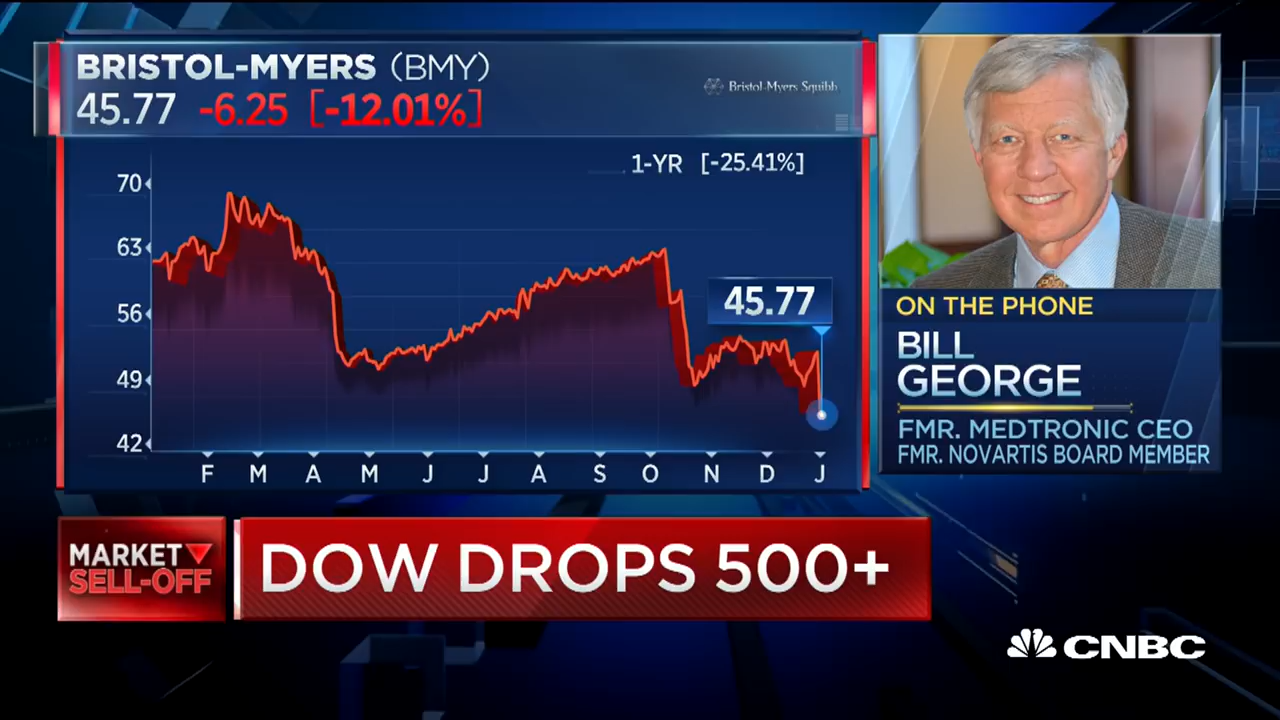 BRISTOL-MYERS (BMY)
45.77 -6.25 [-12.01%]
Bristol-Myers Squibb
1-YR [-25.41%]
70
63
56
49
42
45.77
F M A M J J A S O N D J
ON THE PHONE
BILL
GEORGE
FMR. MEDTRONIC CEO
FMR. NOVARTIS BOARD MEMBER
MARKET
SELL-OFF
DOW DROPS 500+
CNBC